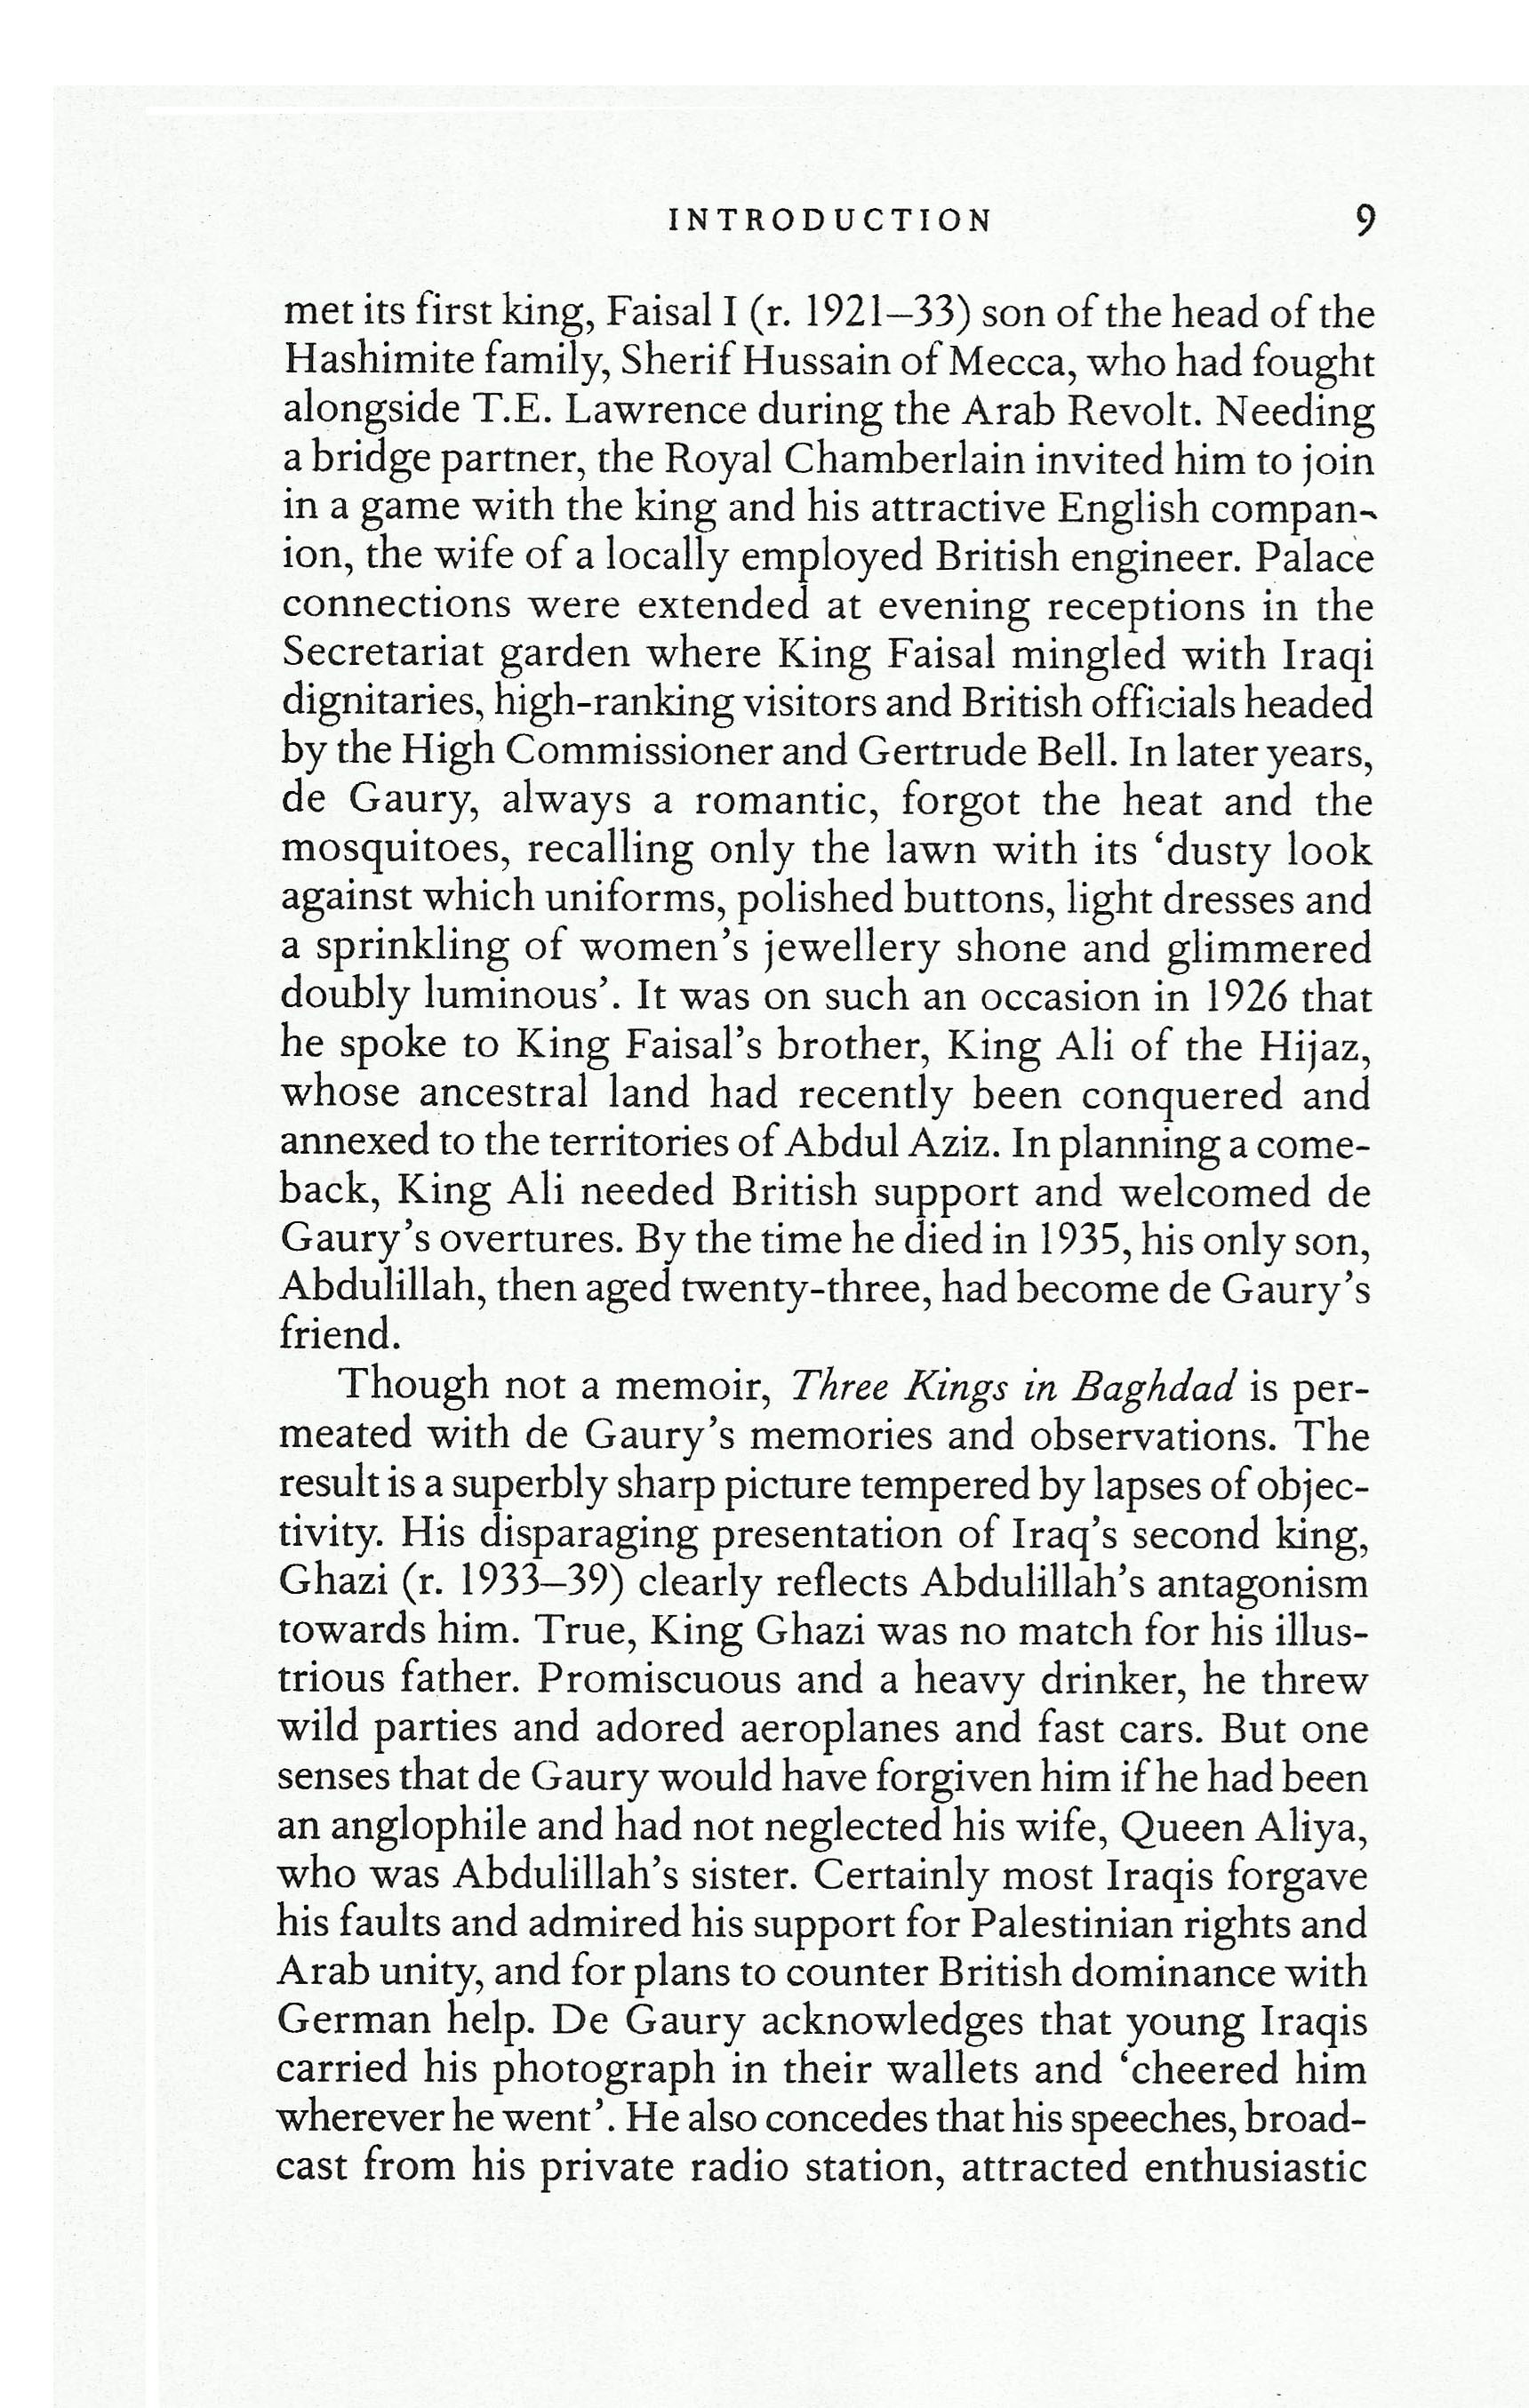 INTRODUCTION 9
met its first king, Faisal I (r. 1921–33) son of the head of the
Hashimite family, Sherif Hussain of Mecca, who had fought
alongside T.E. Lawrence during the Arab Revolt. Needing
a bridge partner, the Royal Chamberlain invited him to join
in a game with the king and his attractive English compan-
ion, the wife of a locally employed British engineer. Palace
connections were extended at evening receptions in the
Secretariat garden where King Faisal mingled with Iraqi
dignitaries, high-ranking visitors and British officials headed
by the High Commissioner and Gertrude Bell. In later years,
de Gaury, always a romantic, forgot the heat and the
mosquitoes, recalling only the lawn with its ‘dusty look
against which uniforms, polished buttons, light dresses and
a sprinkling of women’s jewellery shone and glimmered
doubly luminous’. It was on such an occasion in 1926 that
he spoke to King Faisal’s brother, King Ali of the Hijaz,
whose ancestral land had recently been conquered and
annexed to the territories of Abdul Aziz. In planning a come-
back, King Ali needed British support and welcomed de
Gaury’s overtures. By the time he died in 1935, his only son,
Abdulillah, then aged twenty-three, had become de Gaury’s
friend.
Though not a memoir, Three Kings in Baghdad is per-
meated with de Gaury’s memories and observations. The
result is a superbly sharp picture tempered by lapses of objec-
tivity. His disparaging presentation of Iraq’s second king,
Ghazi (r. 1933–39) clearly reflects Abdulillah’s antagonism
towards him. True, King Ghazi was no match for his illus-
trious father. Promiscuous and a heavy drinker, he threw
wild parties and adored aeroplanes and fast cars. But one
senses that de Gaury would have forgiven him if he had been
an anglophile and had not neglected his wife, Queen Aliya,
who was Abdulillah’s sister. Certainly most Iraqis forgave
his faults and admired his support for Palestinian rights and
Arab unity, and for plans to counter British dominance with
German help. De Gaury acknowledges that young Iraqis
carried his photograph in their wallets and ‘cheered him
wherever he went’. He also concedes that his speeches, broad-
cast from his private radio station, attracted enthusiastic